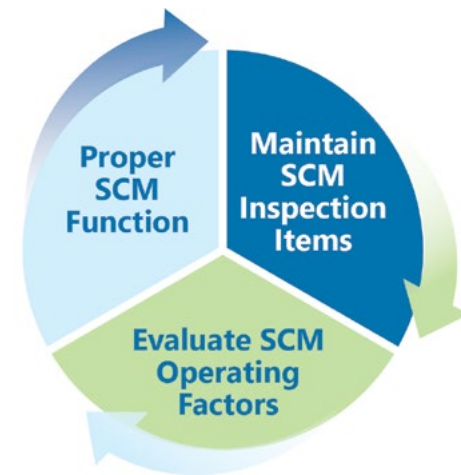 Proper
SCM
Function
Maintain
SCM
Inspection
Items
Evaluate SCM
Operating
Factors